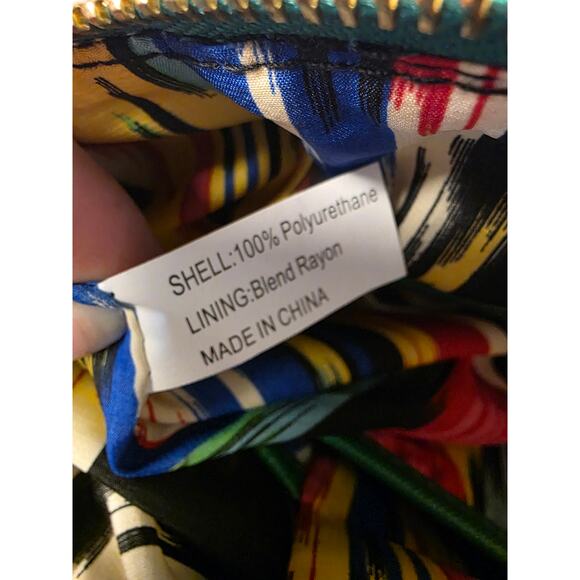 SHELL:100% Polyurethane
LINING:Blend Rayon
MADE IN CHINA